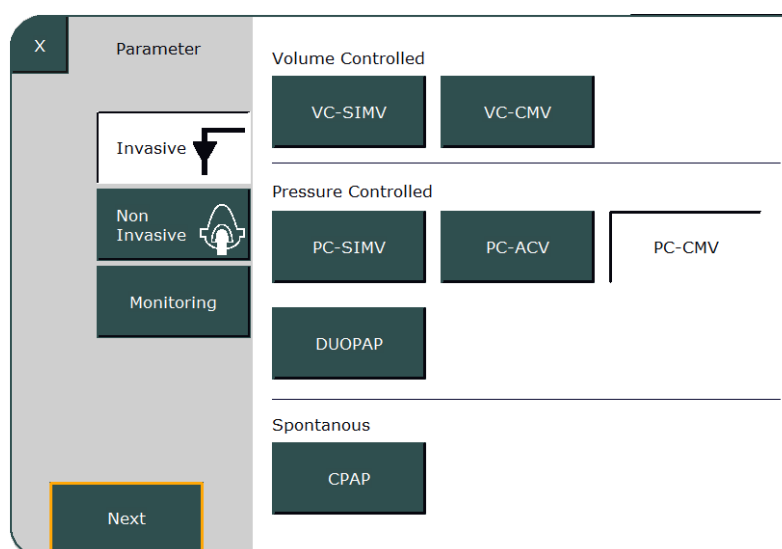 X
Parameter
Invasive
Non
Invasive
Monitoring
Next
Volume Controlled
VC-SIMV
VC-CMV
Pressure Controlled
PC-SIMV
PC-ACV
PC-CMV
DUOPAP
Spontanous
CPAP